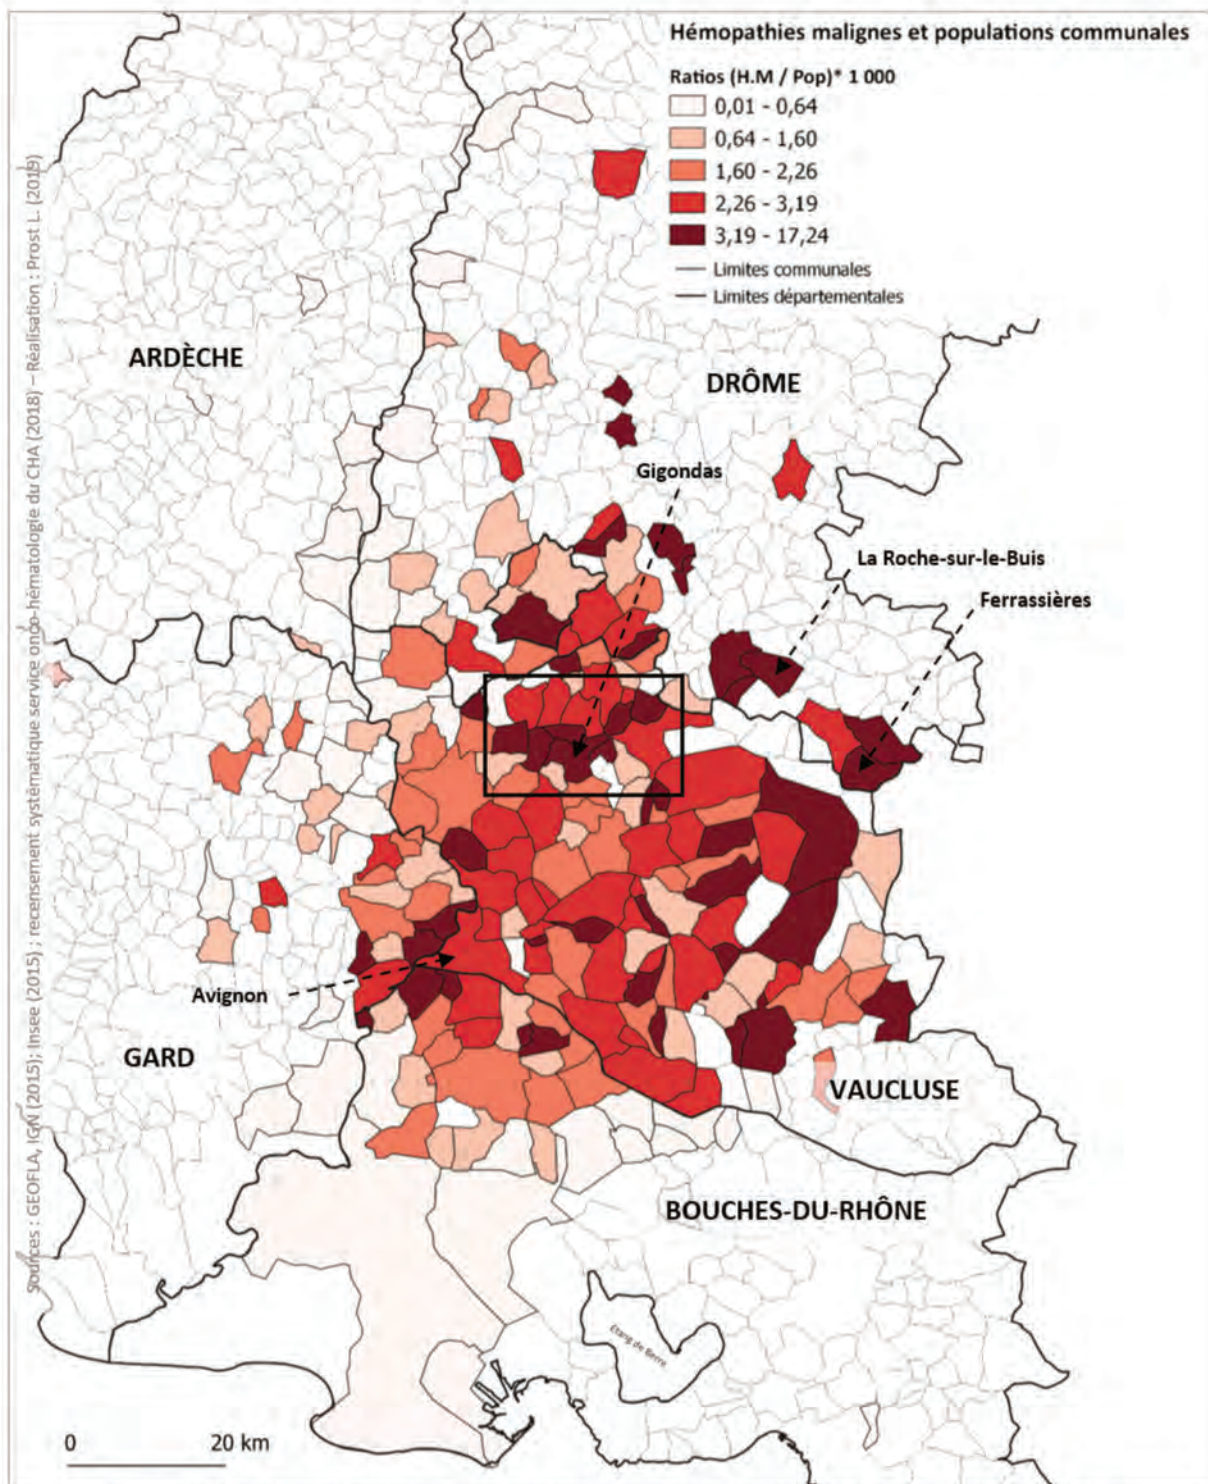 Hémopathies malignes et populations communales
Ratios (H.M / Pop)* 1 000
0,01 - 0,64
0,64 - 1,60
1,60 - 2,26
2,26 - 3,19
3,19 - 17,24
Limites communales
Limites départementales
ARDÈCHE
DRÔME
Gigondas
La Roche-sur-le-Buis
Ferrassières
Avignon
GARD
VAUCLUSE
BOUCHES-DU-RHÔNE
Étang de Berre
0 20 km
Sources : GEOFLA, IGN (2015); Insee (2015) ; recensement systématique service onco-hématologie du CHA (2018) – Réalisation : Prost L. (2019)